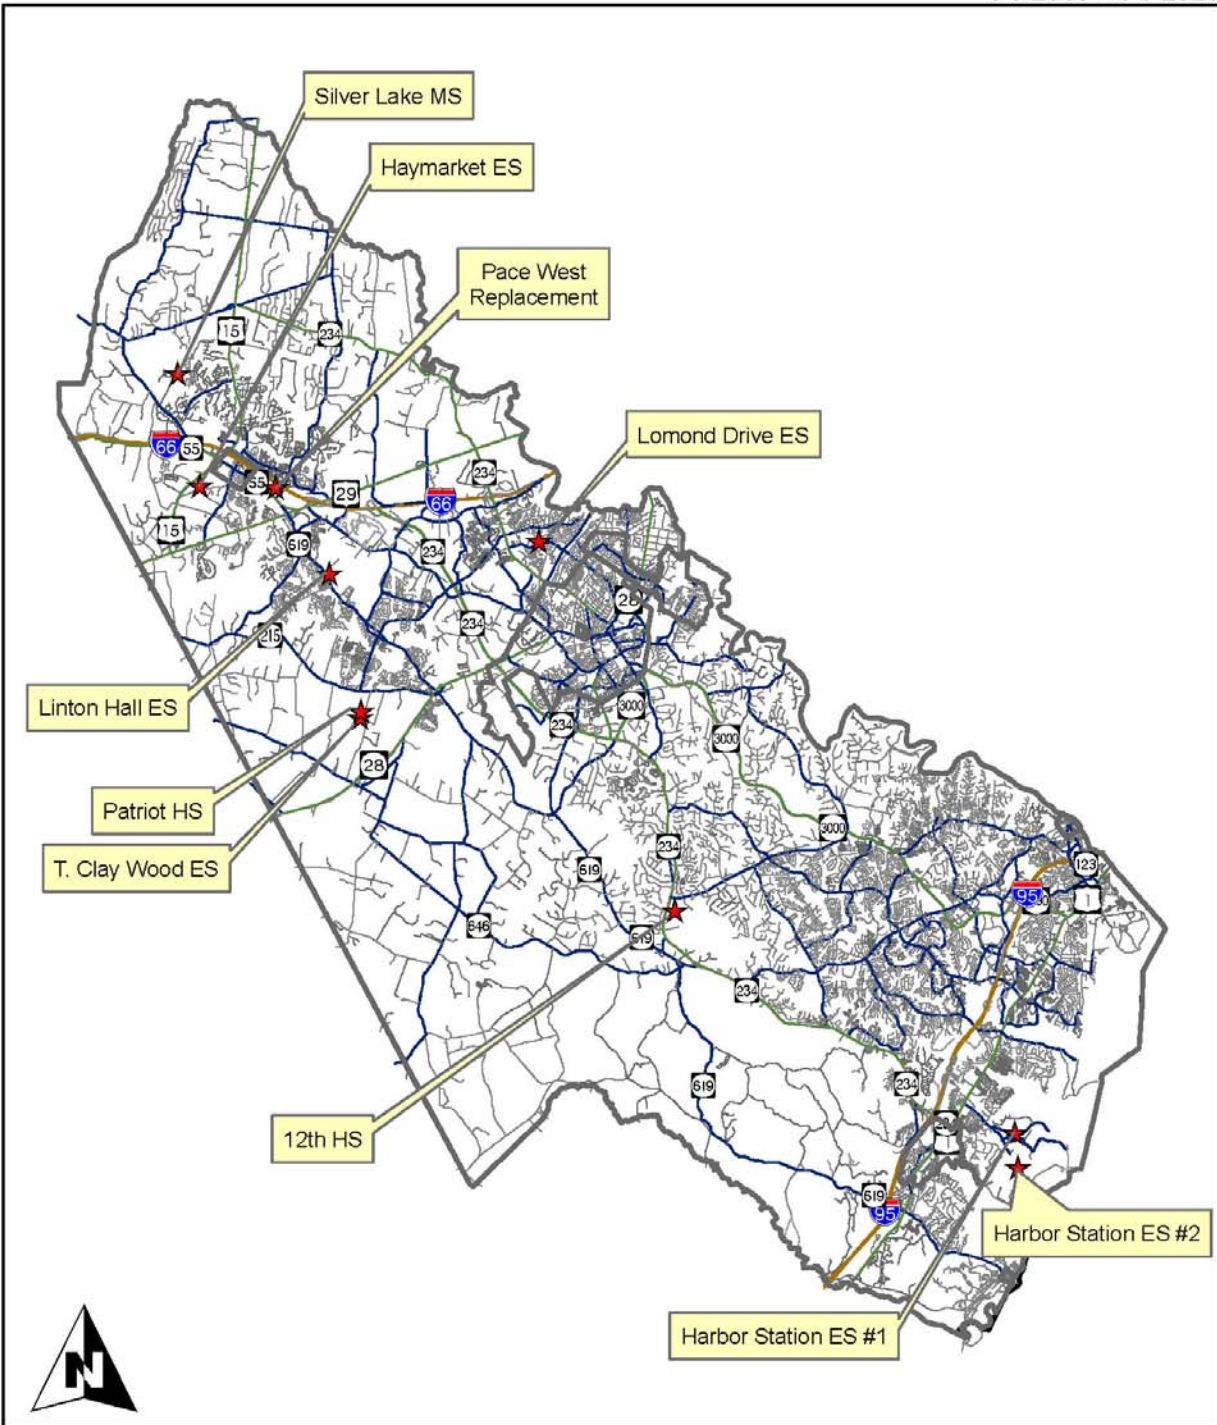 Silver Lake MS
Haymarket ES
Pace West
Replacement
15
234
Lomond Drive ES
66
55
234
55
29
66
15
619
234
28
215
234
Linton Hall ES
3000
234
3000
28
Patriot HS
3000
T. Clay Wood ES
234
619
123
95
1
646
619
234
234
619
12th HS
1
619
95
Harbor Station ES #2
Harbor Station ES #1
N